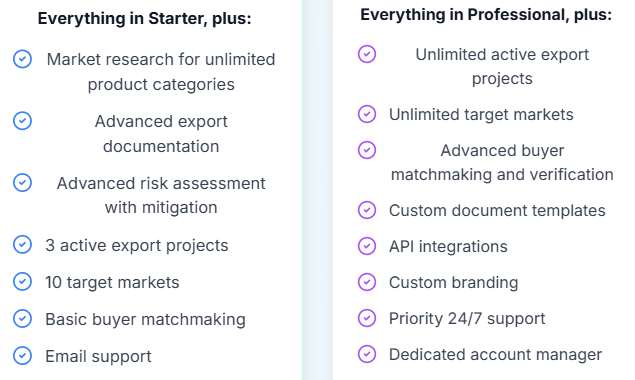 Everything in Starter, plus:
Market research for unlimited
product categories
Advanced export
documentation
Advanced risk assessment
with mitigation
3 active export projects
10 target markets
Basic buyer matchmaking
Email support
Everything in Professional, plus:
Unlimited active export
projects
Unlimited target markets
Advanced buyer
matchmaking and verification
Custom document templates
API integrations
Custom branding
Priority 24/7 support
Dedicated account manager